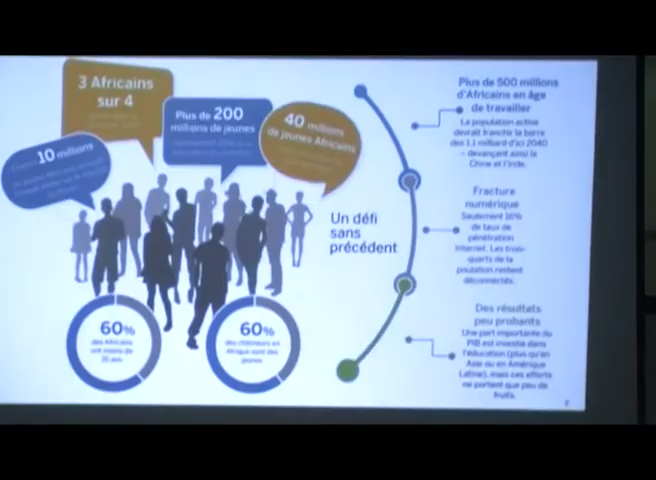 3 Africains
sur 4
Plus de 200
millions de jeunes
40 millions
de jeunes Africains
10 millions
Un défi
sans
précédent
60%
des Africains
ont moins de
60%
des chômeurs en
Afrique sont des
jeunes
Plus de 500 millions
d'Africains en âge
de travailler
La population active
devrait franchir la barre
des 1.1 milliard d'ici 2040
– devançant ainsi la
Chine et l'Inde.
Fracture
numérique
Seulement 16%
de taux de
pénétration
Internet. Les trois-
quarts de la
poulation restent
déconnectés.
Des résultats
peu probants
Une part importante du
PIB est investie dans
l'éducation (plus qu'en
Asie ou en Amérique
Latine), mais ces efforts
ne portent que peu de
fruits.